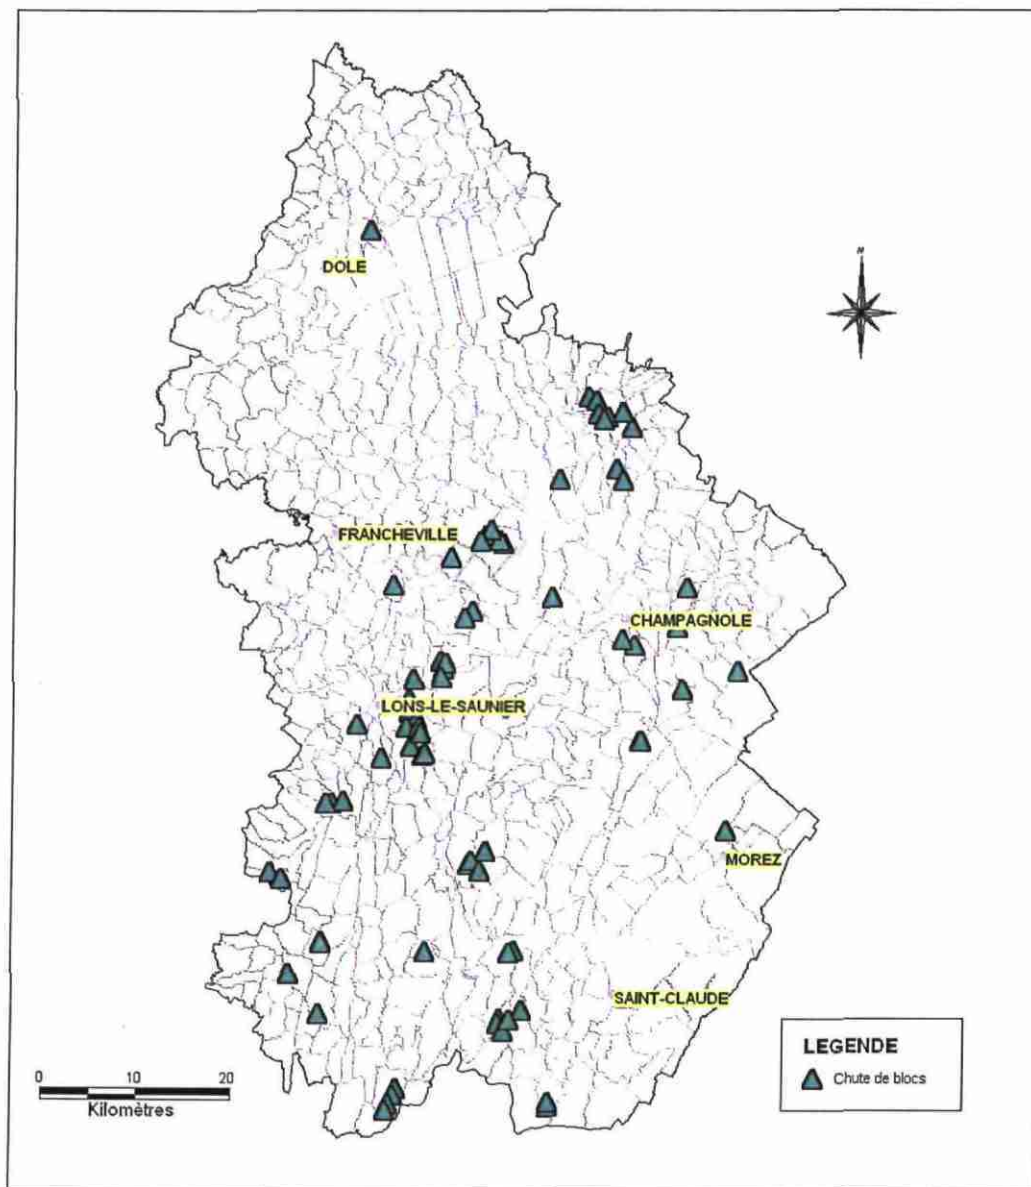 N
DOLE
FRANCHEVILLE
CHAMPAGNOLE
LONS-LE-SAUNIER
MOREZ
SAINT-CLAUDE
LEGENDE
Chute de blocs
0 10 20
Kilomètres